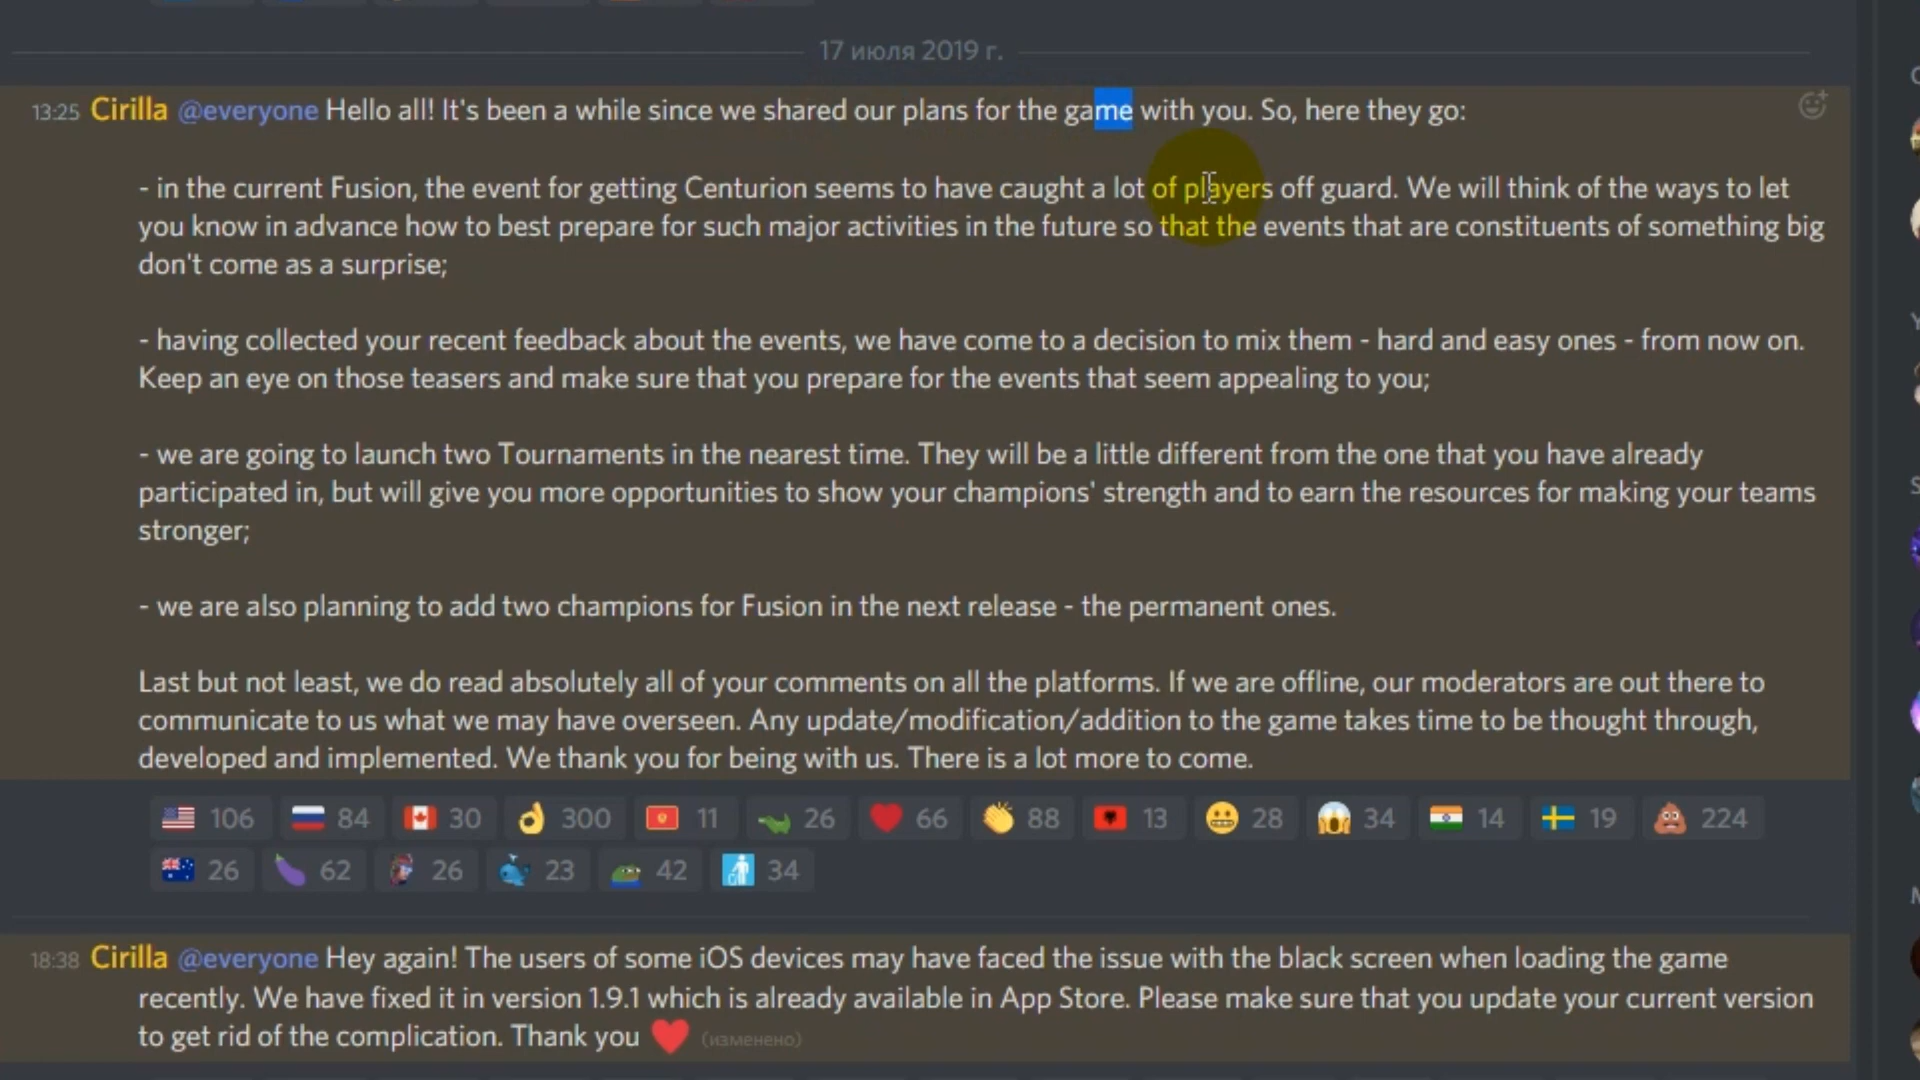 17 июля 2019 г.
13:25 Cirilla @everyone Hello all! It's been a while since we shared our plans for the game with you. So, here they go:
- in the current Fusion, the event for getting Centurion seems to have caught a lot of players off guard. We will think of the ways to let
you know in advance how to best prepare for such major activities in the future so that the events that are constituents of something big
don't come as a surprise;
- having collected your recent feedback about the events, we have come to a decision to mix them - hard and easy ones - from now on.
Keep an eye on those teasers and make sure that you prepare for the events that seem appealing to you;
- we are going to launch two Tournaments in the nearest time. They will be a little different from the one that you have already
participated in, but will give you more opportunities to show your champions' strength and to earn the resources for making your teams
stronger;
- we are also planning to add two champions for Fusion in the next release - the permanent ones.
Last but not least, we do read absolutely all of your comments on all the platforms. If we are offline, our moderators are out there to
communicate to us what we may have overseen. Any update/modification/addition to the game takes time to be thought through,
developed and implemented. We thank you for being with us. There is a lot more to come.
106 84 30 300 11 26 66 88 13 28 34 14 19 224
26 62 26 23 42 34
18:38 Cirilla @everyone Hey again! The users of some iOS devices may have faced the issue with the black screen when loading the game
recently. We have fixed it in version 1.9.1 which is already available in App Store. Please make sure that you update your current version
to get rid of the complication. Thank you (изменено)